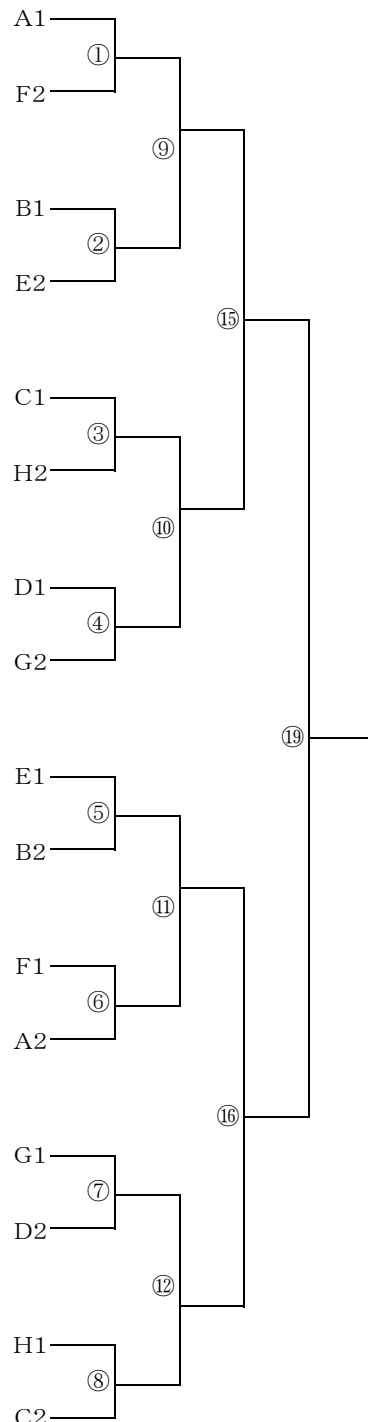 A1
①
F2
⑨
B1
②
E2
⑮
C1
③
H2
⑩
D1
④
G2
⑲
E1
⑤
B2
⑪
F1
⑥
A2
⑯
G1
⑦
D2
⑫
H1
⑧
C2